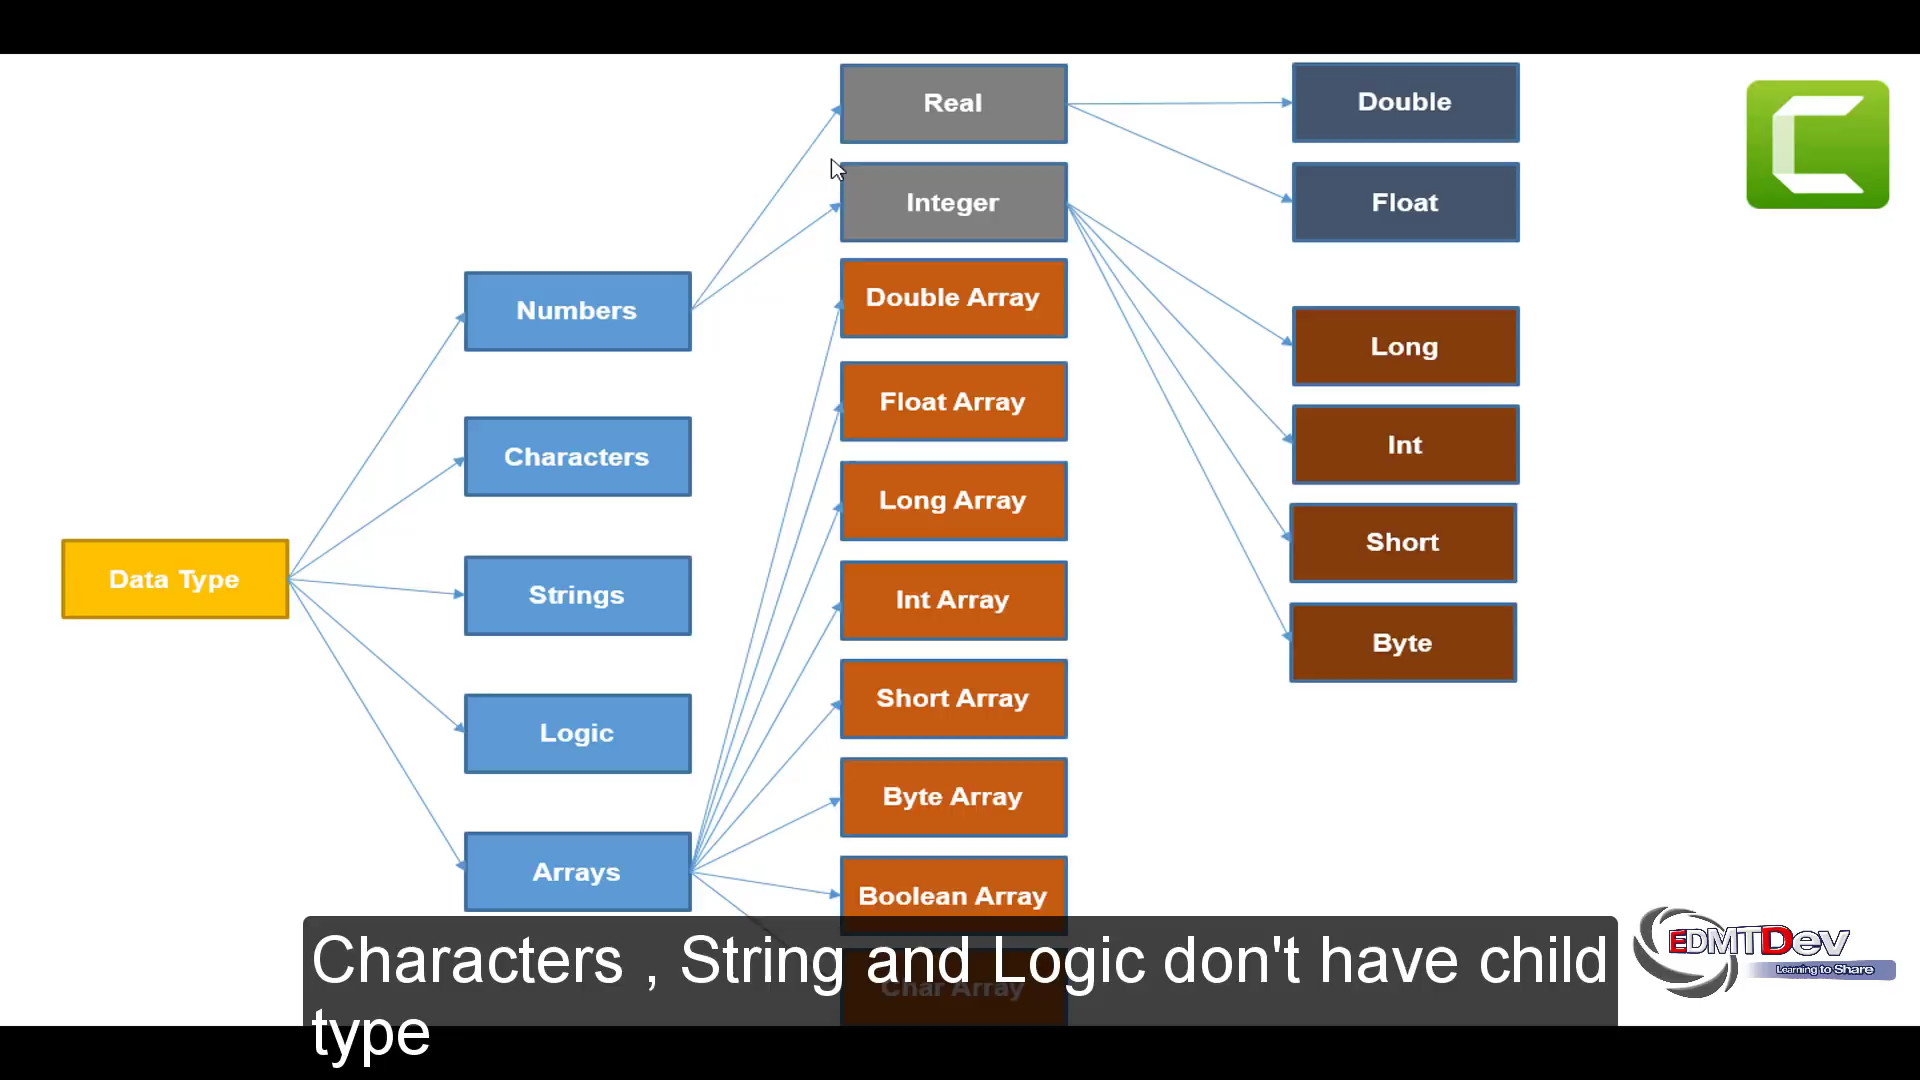 Real
Double
Integer
Float
Double Array
Numbers
Long
Float Array
Characters
Int
Long Array
Short
Data Type
Strings
Int Array
Byte
Short Array
Logic
Byte Array
Arrays
Boolean Array
Char Array
Characters , String and Logic don't have child
type
EDMTDev
Learning to Share